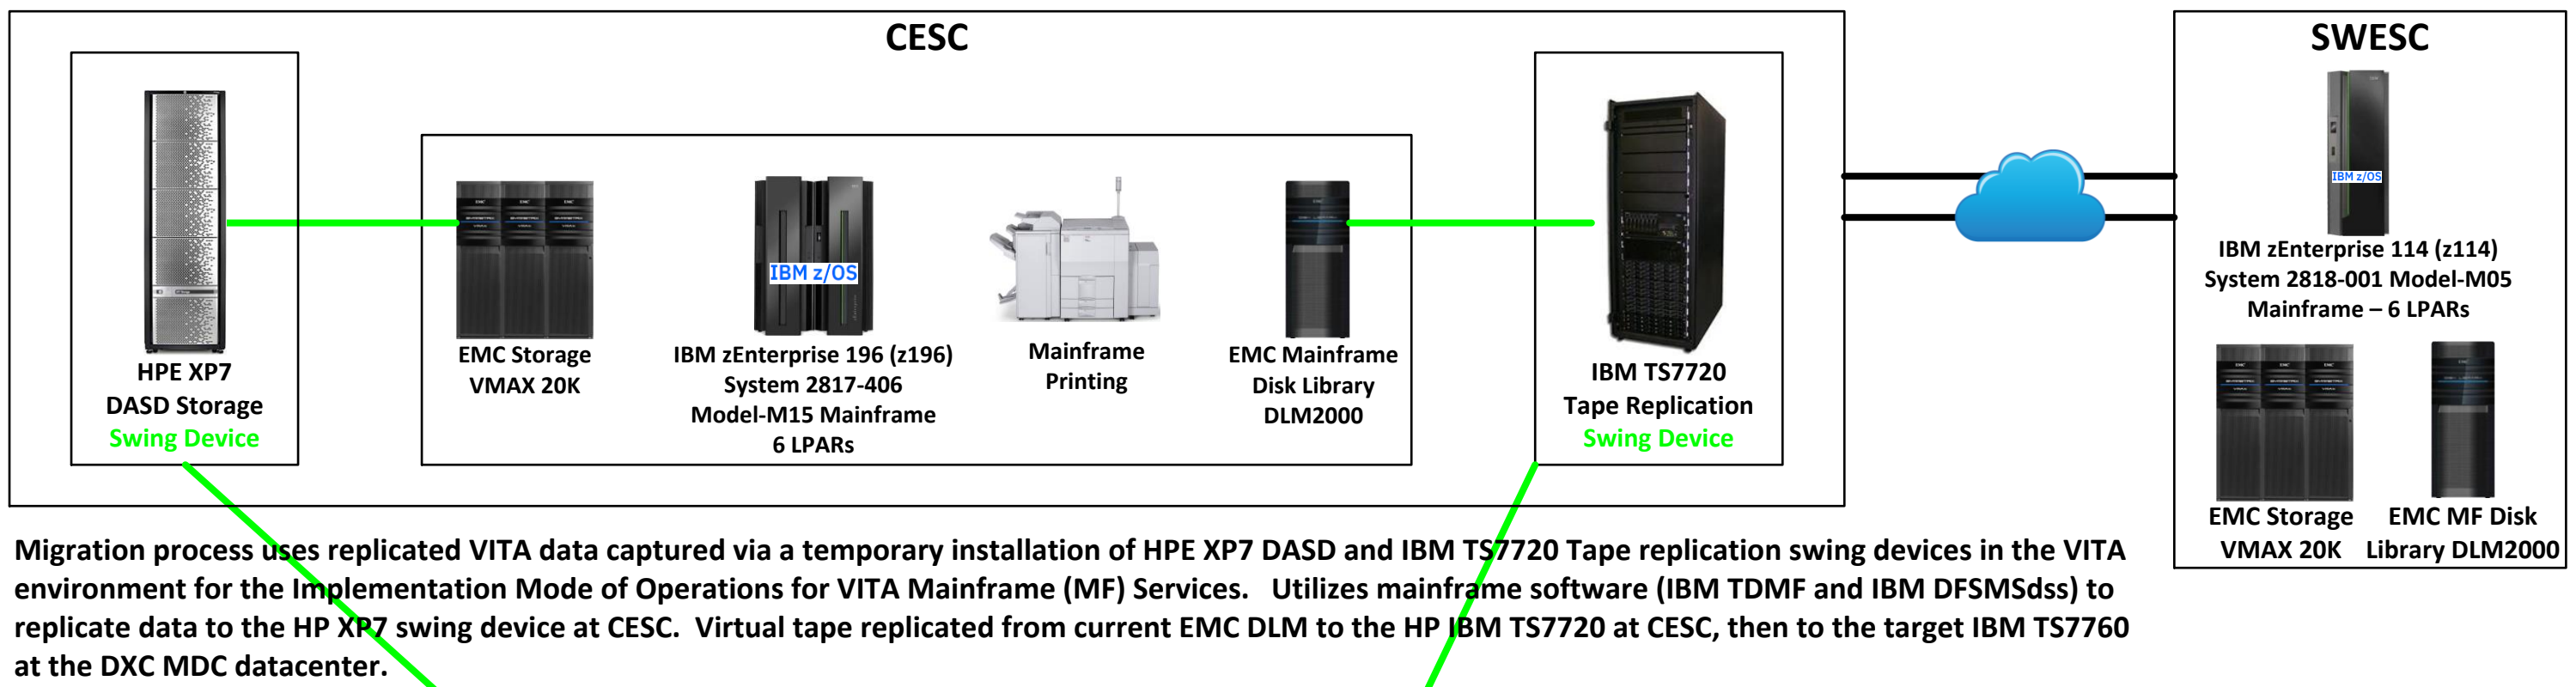 CESC
SWESC
HPE XP7
DASD Storage
Swing Device
EMC Storage
VMAX 20K
IBM z/OS
IBM zEnterprise 196 (z196)
System 2817-406
Model-M15 Mainframe
6 LPARs
Mainframe
Printing
EMC Mainframe
Disk Library
DLM2000
IBM TS7720
Tape Replication
Swing Device
IBM z/OS
IBM zEnterprise 114 (z114)
System 2818-001 Model-M05
Mainframe – 6 LPARs
EMC Storage
VMAX 20K
EMC MF Disk
Library DLM2000
Migration process uses replicated VITA data captured via a temporary installation of HPE XP7 DASD and IBM TS7720 Tape replication swing devices in the VITA
environment for the Implementation Mode of Operations for VITA Mainframe (MF) Services. Utilizes mainframe software (IBM TDMF and IBM DFSMSdss) to
replicate data to the HP XP7 swing device at CESC. Virtual tape replicated from current EMC DLM to the HP IBM TS7720 at CESC, then to the target IBM TS7760
at the DXC MDC datacenter.